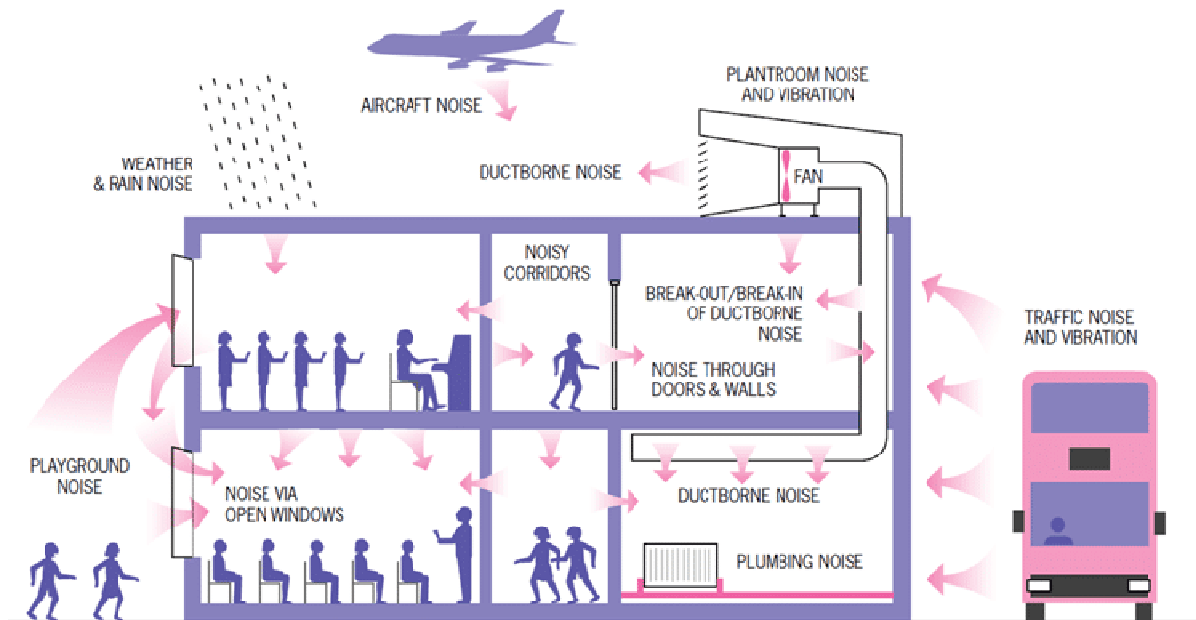 PLANTROOM NOISE
AND VIBRATION
AIRCRAFT NOISE
WEATHER
& RAIN NOISE
DUCTBORNE NOISE
FAN
NOISY
CORRIDORS
BREAK-OUT/BREAK-IN
OF DUCTBORNE
NOISE
TRAFFIC NOISE
AND VIBRATION
NOISE THROUGH
DOORS & WALLS
PLAYGROUND
NOISE
NOISE VIA
OPEN WINDOWS
DUCTBORNE NOISE
PLUMBING NOISE